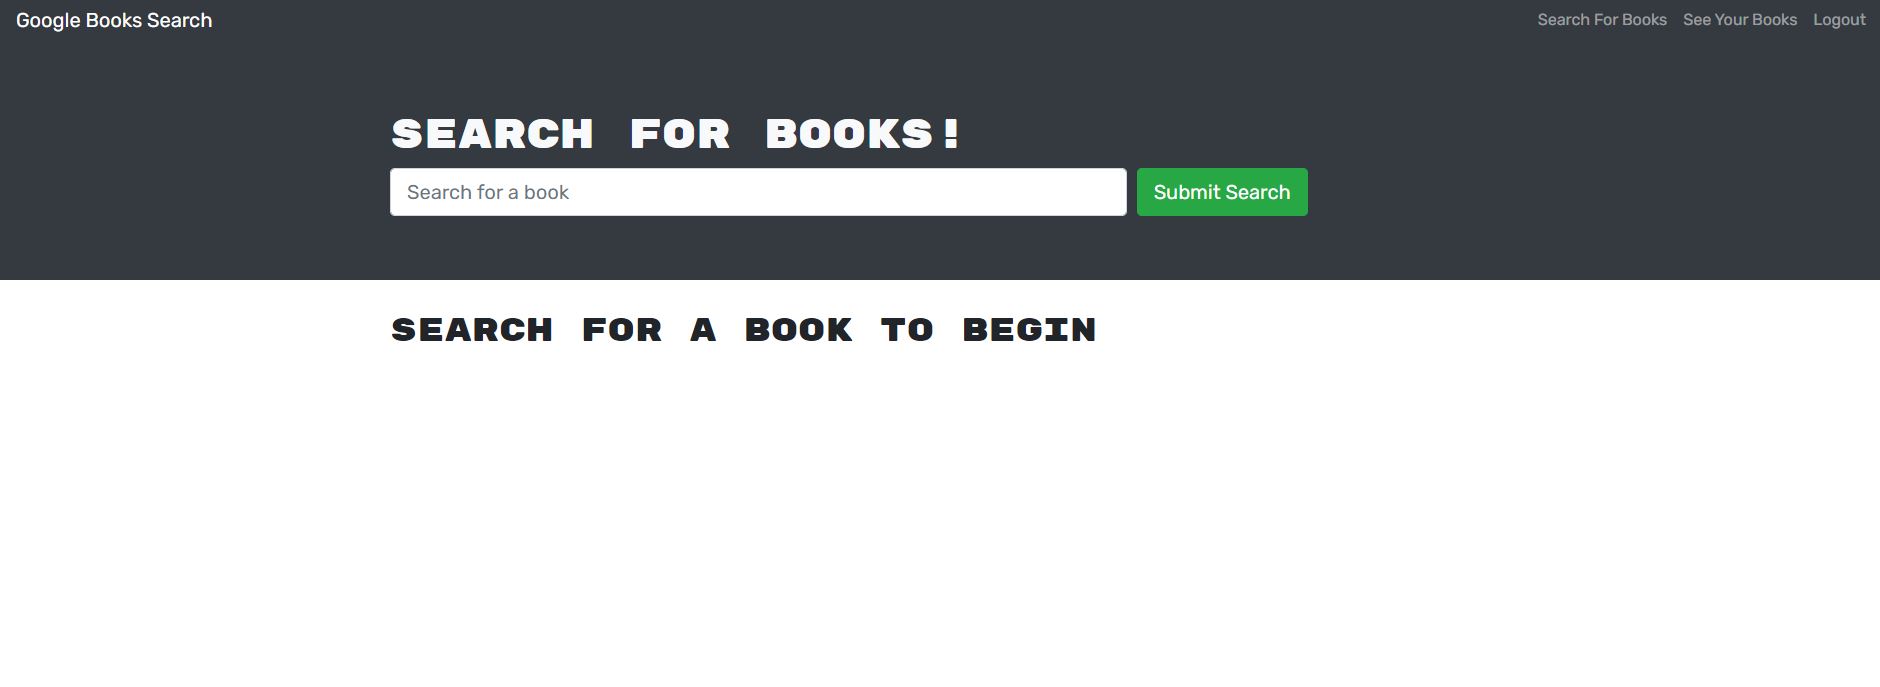 Google Books Search
Search For Books See Your Books Logout
SEARCH FOR BOOKS!
Search for a book
Submit Search
SEARCH FOR A BOOK TO BEGIN